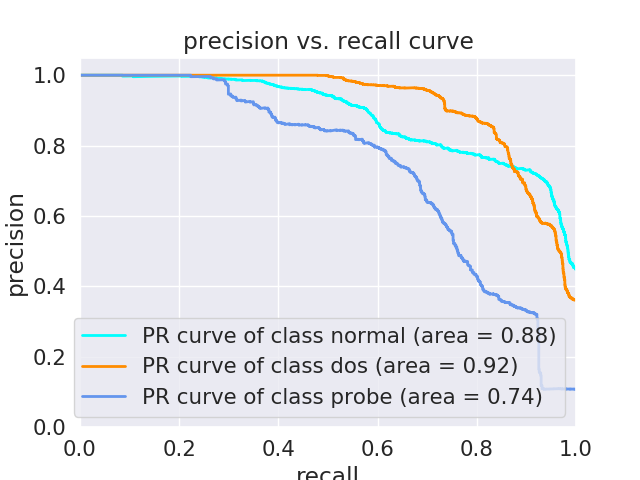 precision vs. recall curve
1.0
0.8
0.6
0.4
0.2
0.0
precision
PR curve of class normal (area = 0.88)
PR curve of class dos (area = 0.92)
PR curve of class probe (area = 0.74)
0.0 0.2 0.4 0.6 0.8 1.0
recall